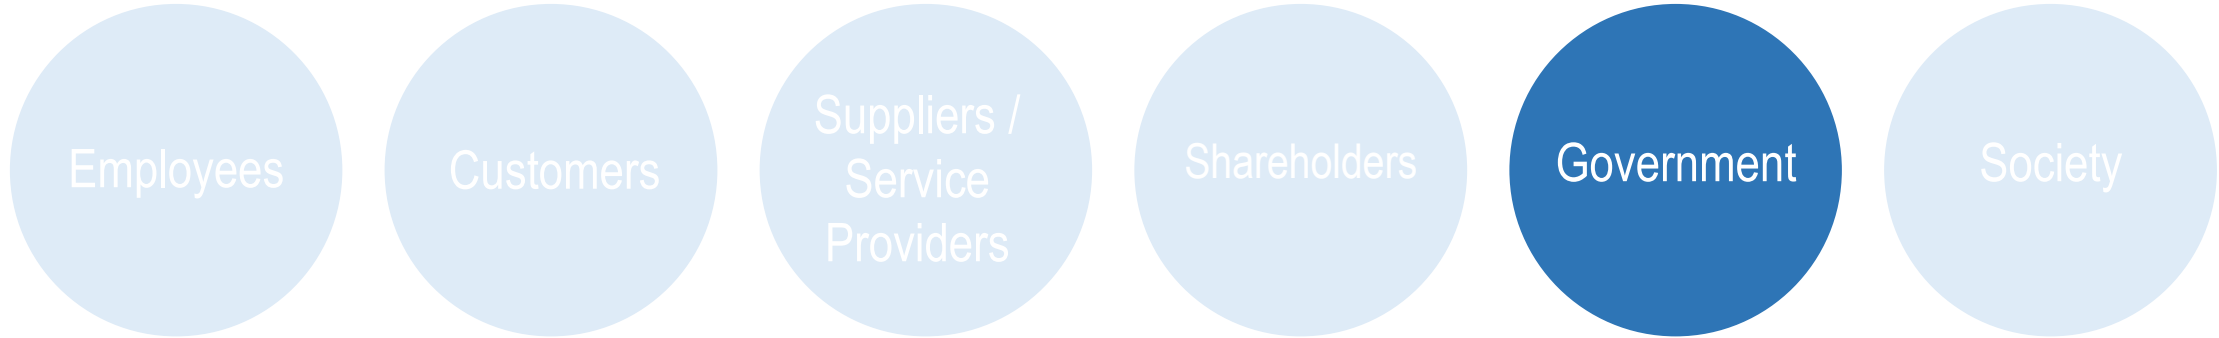 Employees
Customers
Suppliers /
Service
Providers
Shareholders
Government
Society